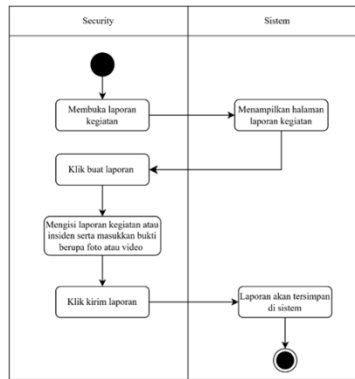 Security
Sistem
Membuka laporan
kegiatan
Menampilkan halaman
laporan kegiatan
Klik buat laporan
Mengisi laporan kegiatan atau
insiden serta masukkan bukti
berupa foto atau video
Klik kirim laporan
Laporan akan tersimpan
di sistem